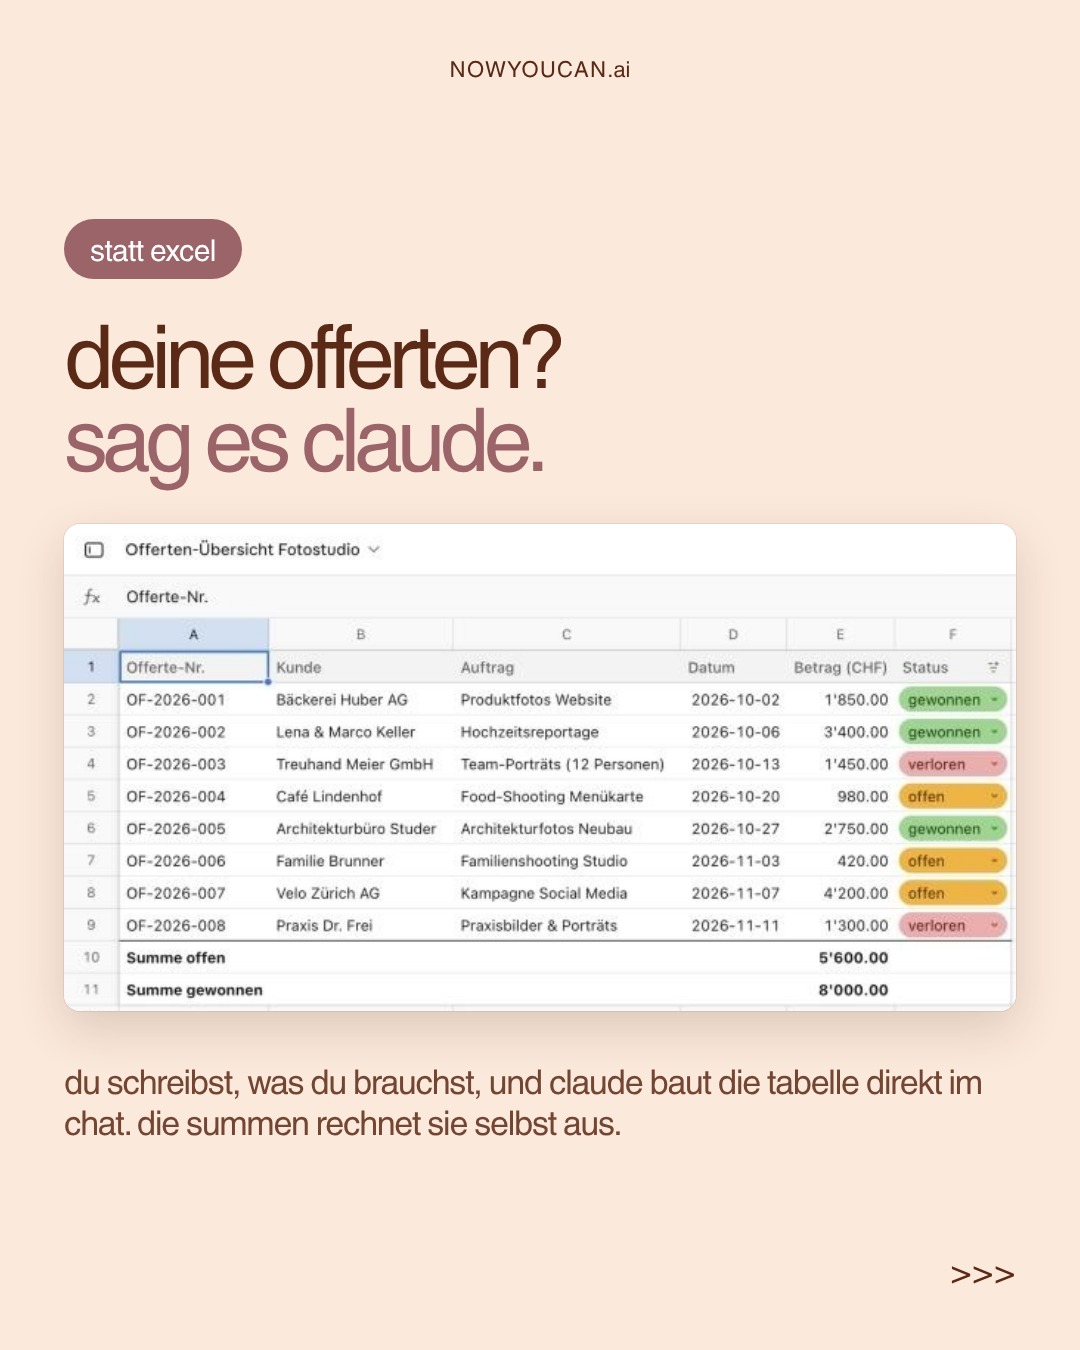 NOWYOUCAN.ai
statt excel
deine offerten?
sag es claude.
Offerten-Übersicht Fotostudio
fx Offerte-Nr.
A B C D E F
1 Offerte-Nr. Kunde Auftrag Datum Betrag (CHF) Status
2 OF-2026-001 Bäckerei Huber AG Produktfotos Website 2026-10-02 1'850.00 gewonnen
3 OF-2026-002 Lena & Marco Keller Hochzeitsreportage 2026-10-06 3'400.00 gewonnen
4 OF-2026-003 Treuhand Meier GmbH Team-Porträts (12 Personen) 2026-10-13 1'450.00 verloren
5 OF-2026-004 Café Lindenhof Food-Shooting Menükarte 2026-10-20 980.00 offen
6 OF-2026-005 Architekturbüro Studer Architekturfotos Neubau 2026-10-27 2'750.00 gewonnen
7 OF-2026-006 Familie Brunner Familienshooting Studio 2026-11-03 420.00 offen
8 OF-2026-007 Velo Zürich AG Kampagne Social Media 2026-11-07 4'200.00 offen
9 OF-2026-008 Praxis Dr. Frei Praxisbilder & Porträts 2026-11-11 1'300.00 verloren
10 Summe offen 5'600.00
11 Summe gewonnen 8'000.00
du schreibst, was du brauchst, und claude baut die tabelle direkt im
chat. die summen rechnet sie selbst aus.
>>>